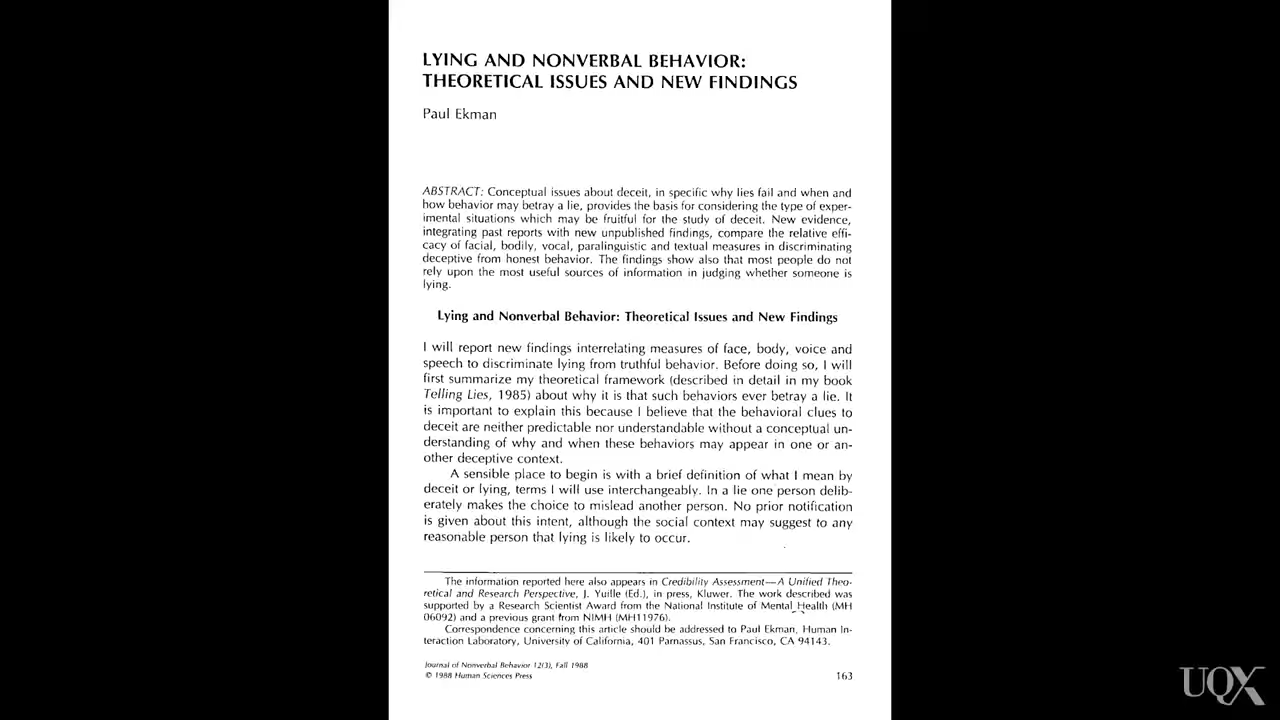 LYING AND NONVERBAL BEHAVIOR:
THEORETICAL ISSUES AND NEW FINDINGS
Paul Ekman
ABSTRACT: Conceptual issues about deceit, in specific why lies fail and when and
how behavior may betray a lie, provides the basis for considering the type of exper-
imental situations which may be fruitful for the study of deceit. New evidence,
integrating past reports with new unpublished findings, compare the relative effi-
cacy of facial, bodily, vocal, paralinguistic and textual measures in discriminating
deceptive from honest behavior. The findings show also that most people do not
rely upon the most useful sources of information in judging whether someone is
lying.
Lying and Nonverbal Behavior: Theoretical Issues and New Findings
I will report new findings interrelating measures of face, body, voice and
speech to discriminate lying from truthful behavior. Before doing so, I will
first summarize my theoretical framework (described in detail in my book
Telling Lies, 1985) about why it is that such behaviors ever betray a lie. It
is important to explain this because I believe that the behavioral clues to
deceit are neither predictable nor understandable without a conceptual un-
derstanding of why and when these behaviors may appear in one or an-
other deceptive context.
A sensible place to begin is with a brief definition of what I mean by
deceit or lying, terms I will use interchangeably. In a lie one person delib-
erately makes the choice to mislead another person. No prior notification
is given about this intent, although the social context may suggest to any
reasonable person that lying is likely to occur.
The information reported here also appears in Credibility Assessment—A Unified Theo-
retical and Research Perspective, J. Yuille (Ed.), in press, Kluwer. The work described was
supported by a Research Scientist Award from the National Institute of Mental Health (MH
06092) and a previous grant from NIMH (MH11976).
Correspondence concerning this article should be addressed to Paul Ekman, Human In-
teraction Laboratory, University of California, 401 Parnassus, San Francisco, CA 94143.
Journal of Nonverbal Behavior 12(3), Fall 1988
© 1988 Human Sciences Press
163
UQX